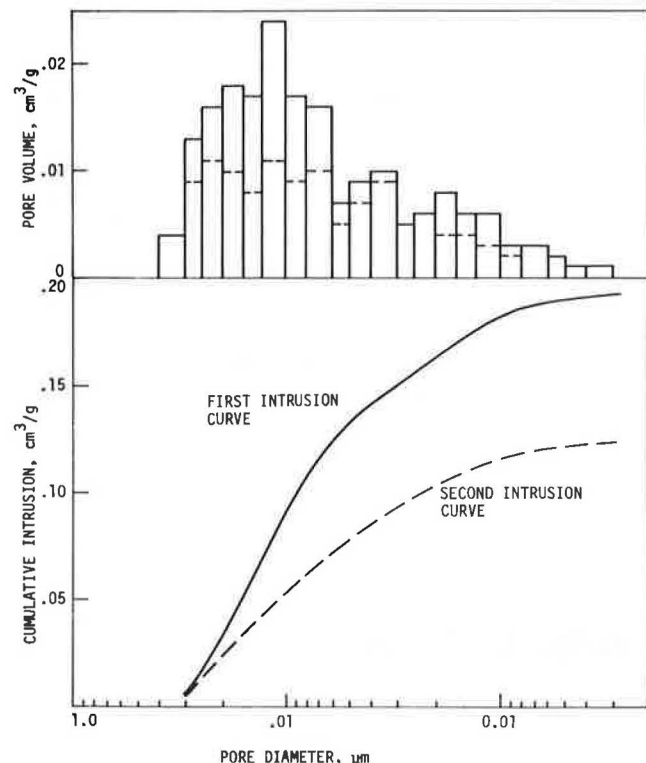 PORE VOLUME, cm³/g
.02
.01
0
CUMULATIVE INTRUSION, cm³/g
.20
.15
.10
.05
FIRST INTRUSION
CURVE
SECOND INTRUSION
CURVE
1.0
.01
0.01
PORE DIAMETER, µm